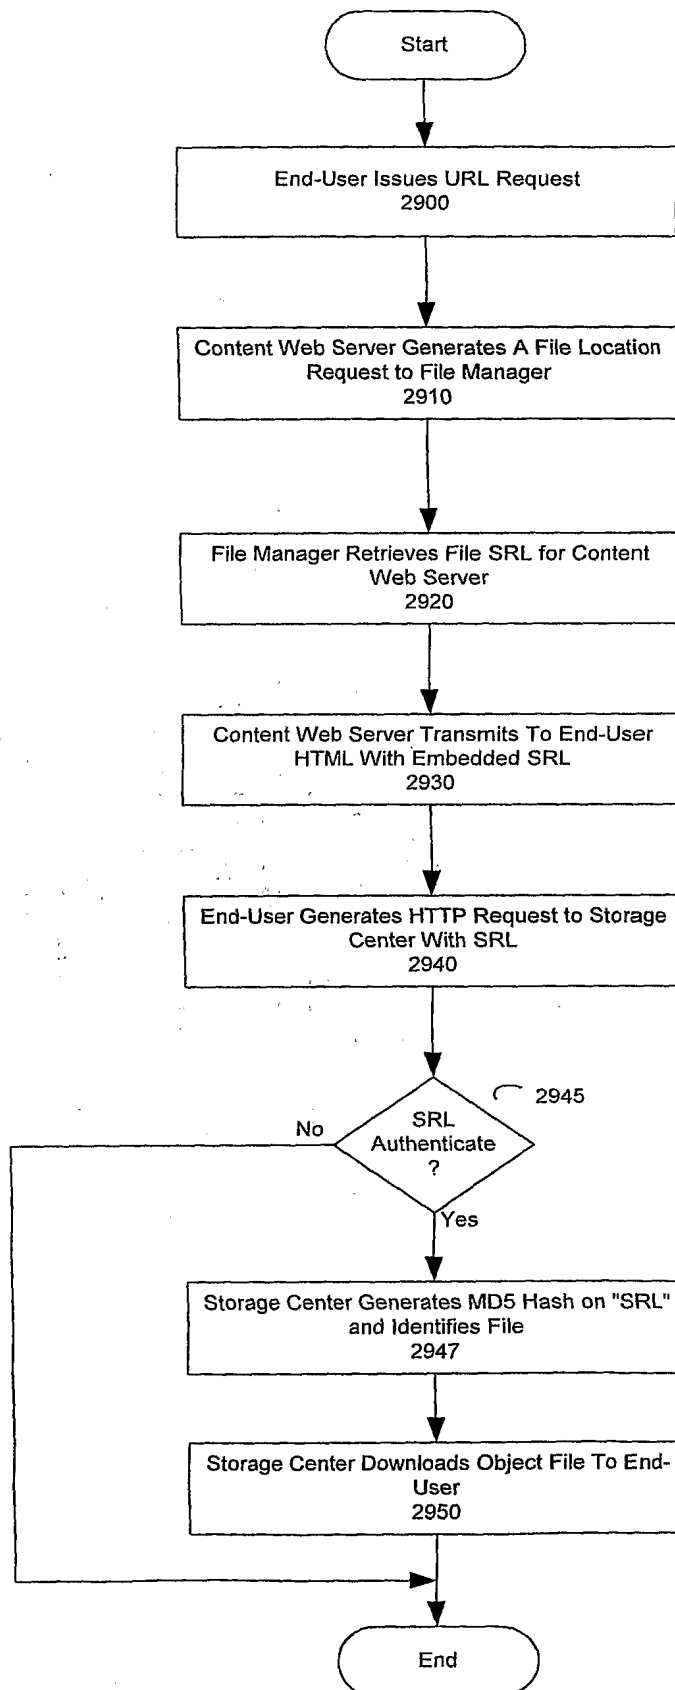 Start
End-User Issues URL Request
2900
Content Web Server Generates A File Location
Request to File Manager
2910
File Manager Retrieves File SRL for Content
Web Server
2920
Content Web Server Transmits To End-User
HTML With Embedded SRL
2930
End-User Generates HTTP Request to Storage
Center With SRL
2940
2945
SRL
Authenticate
?
No
Yes
Storage Center Generates MD5 Hash on "SRL"
and Identifies File
2947
Storage Center Downloads Object File To End-
User
2950
End